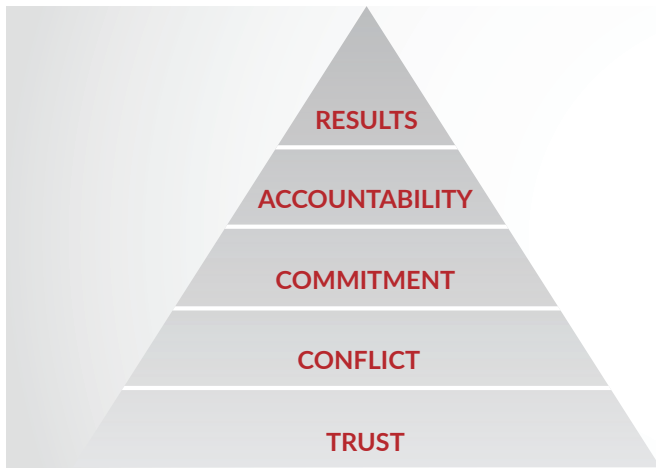 RESULTS
ACCOUNTABILITY
COMMITMENT
CONFLICT
TRUST